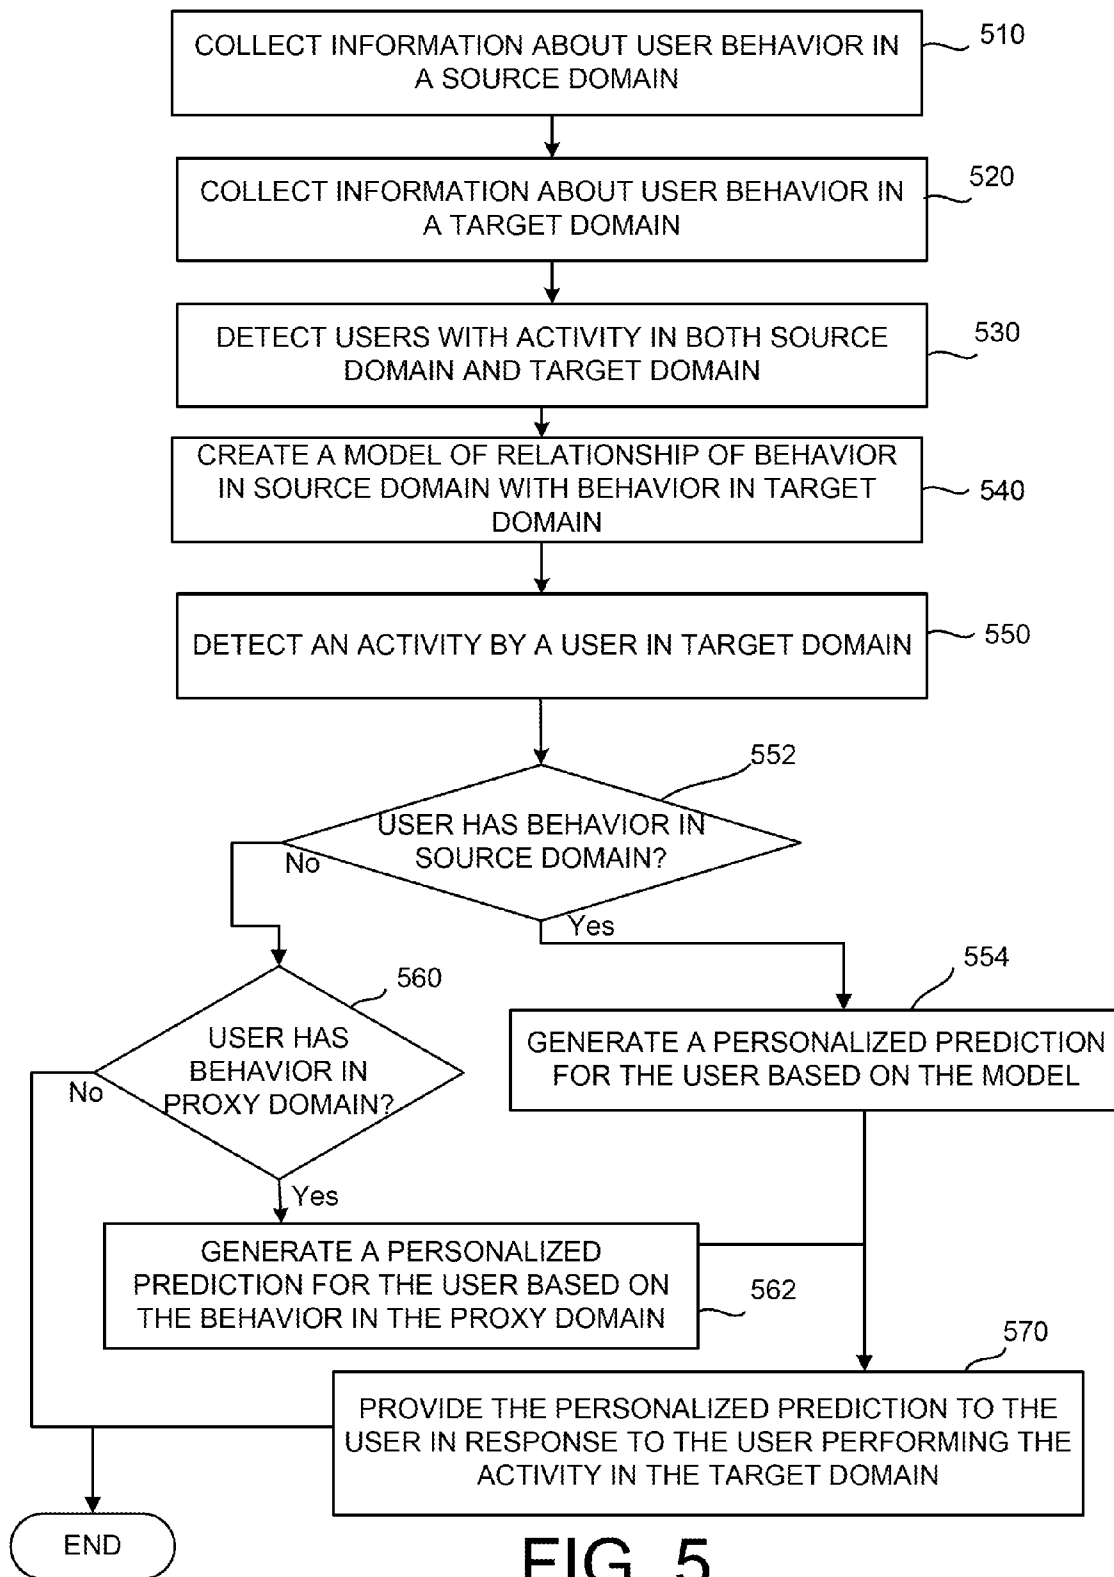 COLLECT INFORMATION ABOUT USER BEHAVIOR IN
A SOURCE DOMAIN
510
COLLECT INFORMATION ABOUT USER BEHAVIOR IN
A TARGET DOMAIN
520
DETECT USERS WITH ACTIVITY IN BOTH SOURCE
DOMAIN AND TARGET DOMAIN
530
CREATE A MODEL OF RELATIONSHIP OF BEHAVIOR
IN SOURCE DOMAIN WITH BEHAVIOR IN TARGET
DOMAIN
540
DETECT AN ACTIVITY BY A USER IN TARGET DOMAIN
550
552
USER HAS BEHAVIOR IN
SOURCE DOMAIN?
No
Yes
560
USER HAS
BEHAVIOR IN
PROXY DOMAIN?
No
Yes
554
GENERATE A PERSONALIZED PREDICTION
FOR THE USER BASED ON THE MODEL
GENERATE A PERSONALIZED
PREDICTION FOR THE USER BASED ON
THE BEHAVIOR IN THE PROXY DOMAIN
562
570
PROVIDE THE PERSONALIZED PREDICTION TO THE
USER IN RESPONSE TO THE USER PERFORMING THE
ACTIVITY IN THE TARGET DOMAIN
END
FIG. 5